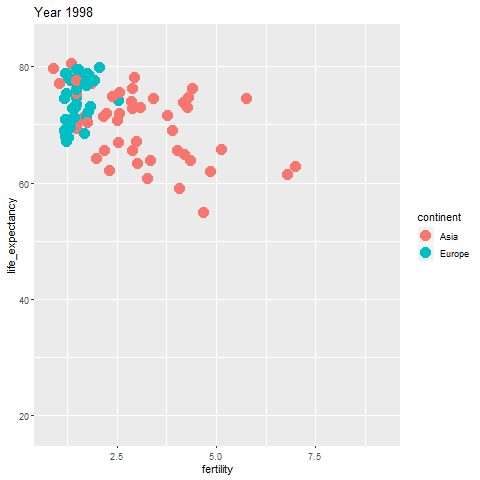 Year 1998
life_expectancy
80
60
40
20
2.5 5.0 7.5
fertility
continent
Asia
Europe